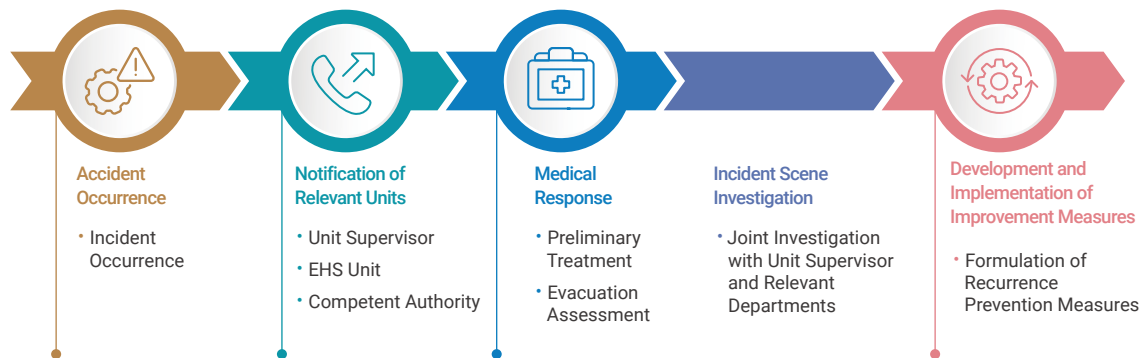 Accident
Occurrence
• Incident
Occurrence
Notification of
Relevant Units
• Unit Supervisor
• EHS Unit
• Competent Authority
Medical
Response
• Preliminary
Treatment
• Evacuation
Assessment
Incident Scene
Investigation
• Joint Investigation
with Unit Supervisor
and Relevant
Departments
Development and
Implementation of
Improvement Measures
• Formulation of
Recurrence
Prevention Measures